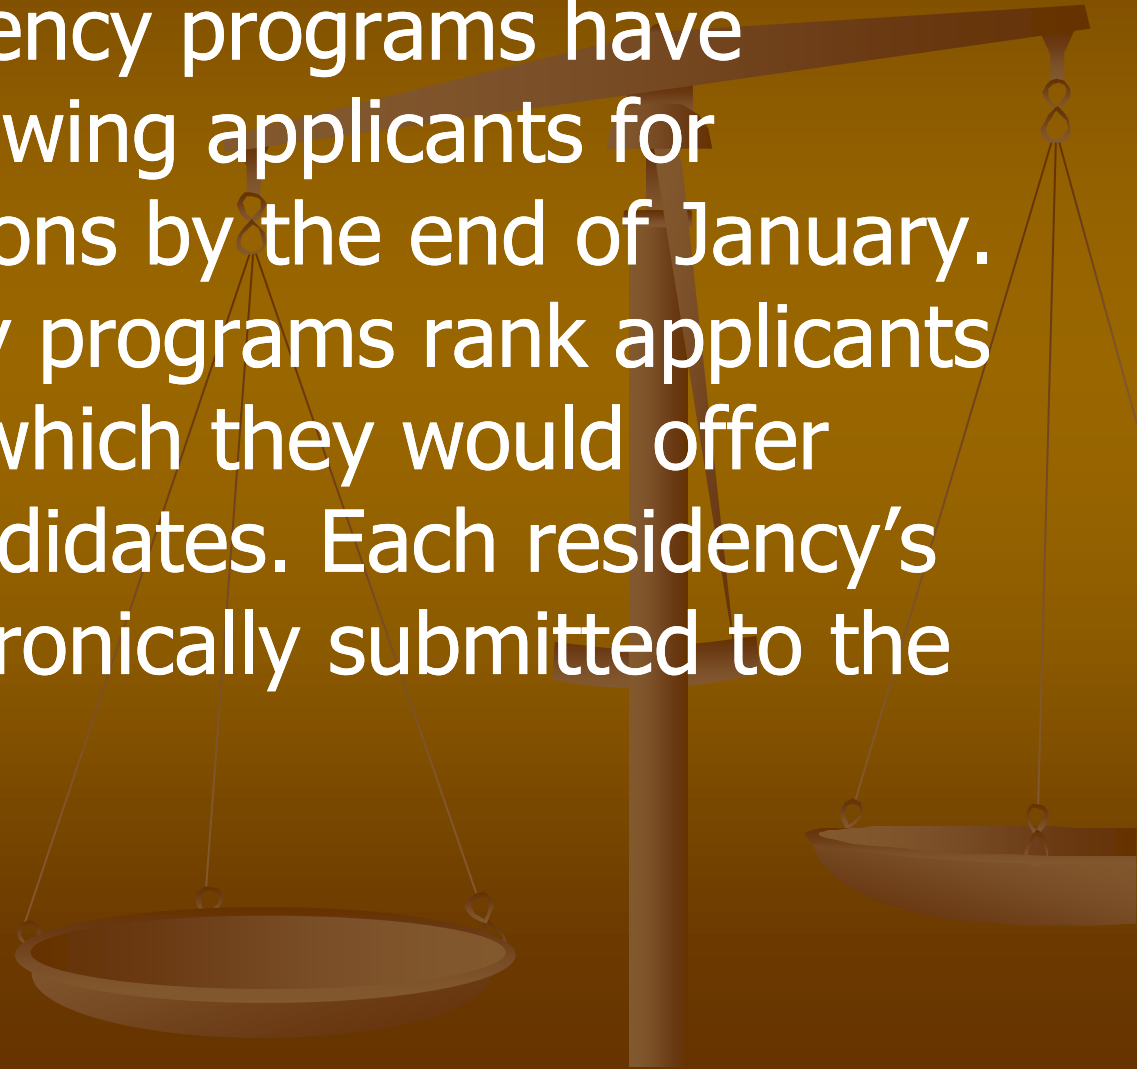 ency programs have
wing applicants for
ons by the end of January.
y programs rank applicants
which they would offer
didates. Each residency’s
ronically submitted to the